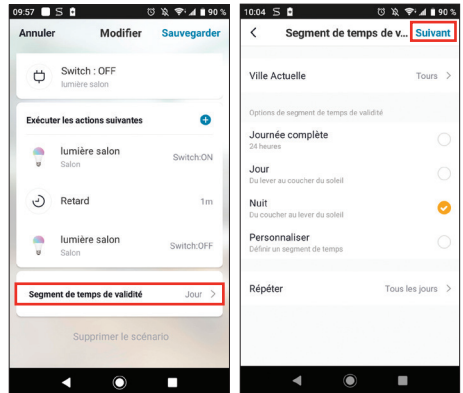 09:57 90 %
Annuler Modifier Sauvegarder
Switch : OFF
lumière salon
Exécuter les actions suivantes
lumière salon
Salon
Switch:ON
Retard 1m
lumière salon
Salon
Switch:OFF
Segment de temps de validité Jour >
Supprimer le scénario
10:04 90 %
< Segment de temps de v... Suivant
Ville Actuelle Tours >
Options de segment de temps de validité
Journée complète
24 heures
Jour
Du lever au coucher du soleil
Nuit
Du coucher au lever du soleil
Personnaliser
Définir un segment de temps
Répéter Tous les jours >